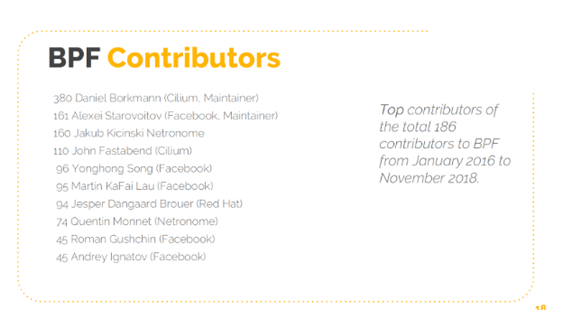 BPF Contributors
380 Daniel Borkmann (Cilium, Maintainer)
161 Alexei Starovoitov (Facebook, Maintainer)
160 Jakub Kicinski Netronome
110 John Fastabend (Cilium)
96 Yonghong Song (Facebook)
95 Martin KaFai Lau (Facebook)
94 Jesper Dangaard Brouer (Red Hat)
74 Quentin Monnet (Netronome)
45 Roman Gushchin (Facebook)
45 Andrey Ignatov (Facebook)
Top contributors of
the total 186
contributors to BPF
from January 2016 to
November 2018.
18